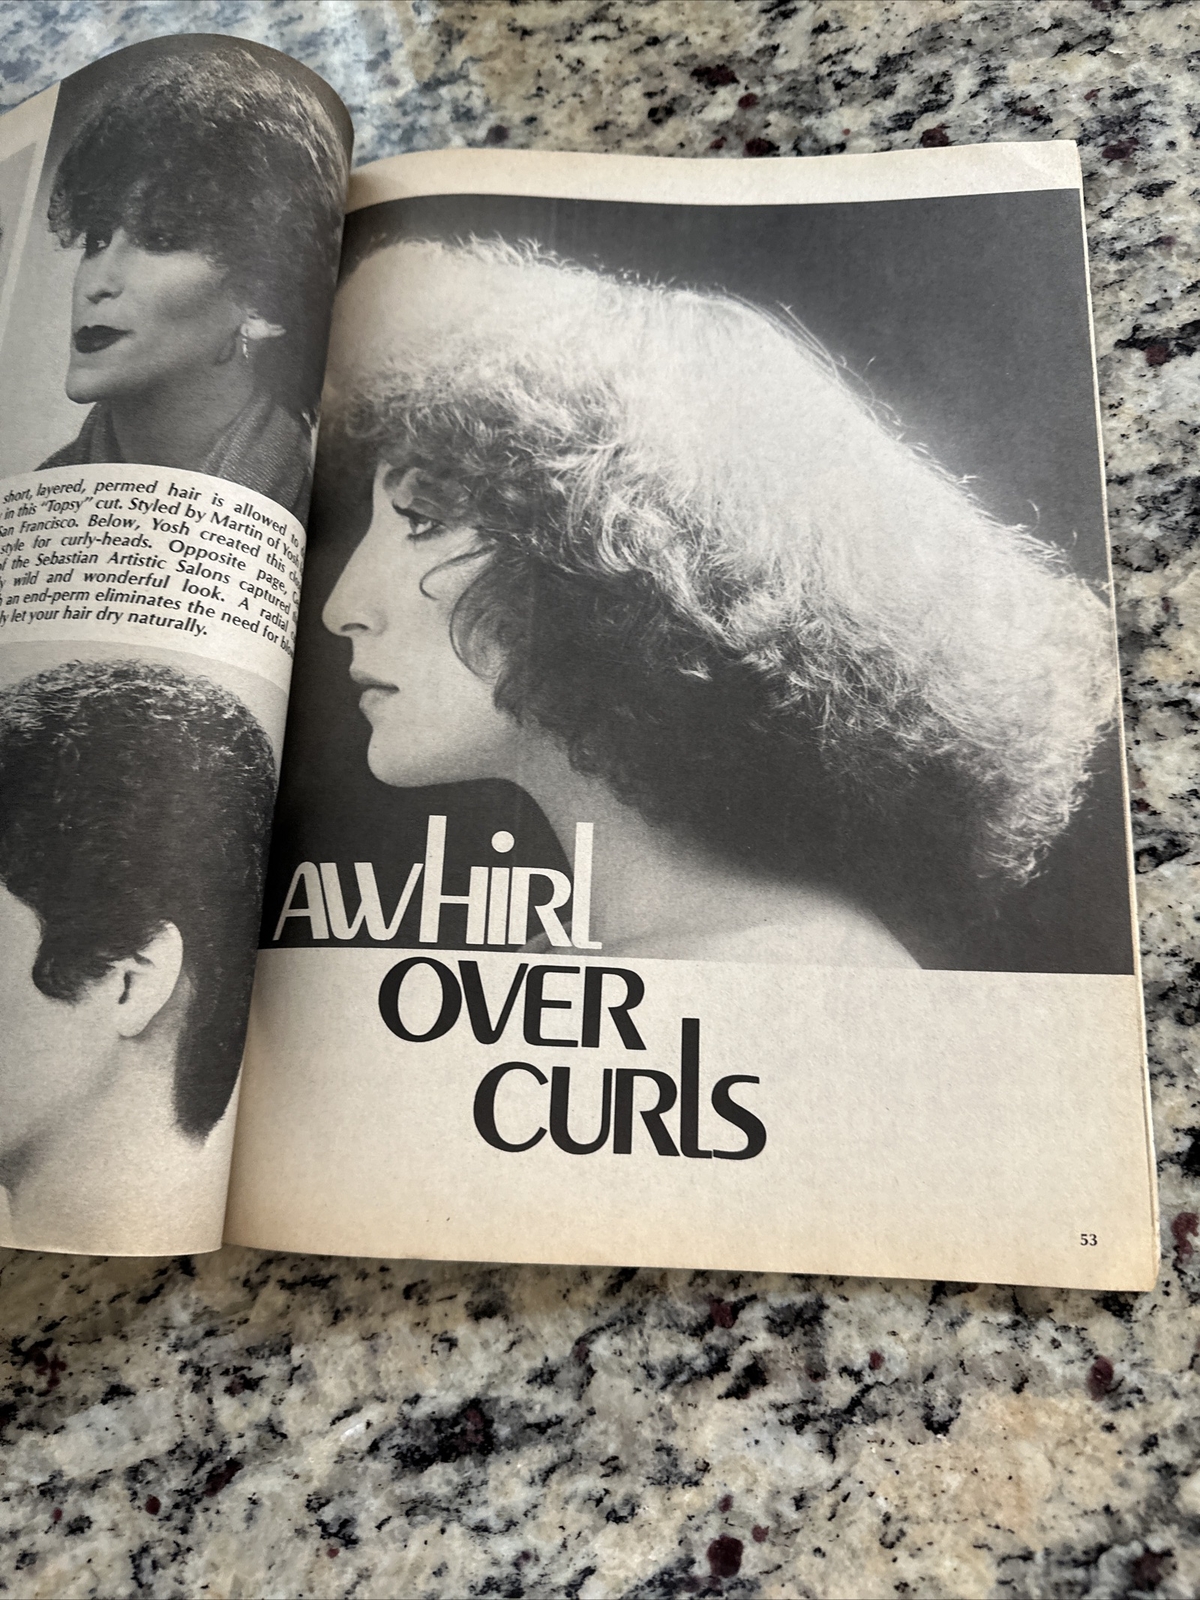 short, layered, permed hair is allowed to
in this "Topsy" cut. Styled by Martin of Yosh
San Francisco. Below, Yosh created this
style for curly-heads. Opposite page,
of the Sebastian Artistic Salons captured
wild and wonderful look. A radial
an end-perm eliminates the need for
let your hair dry naturally.
AWHIRL
OVER
CURLS
53